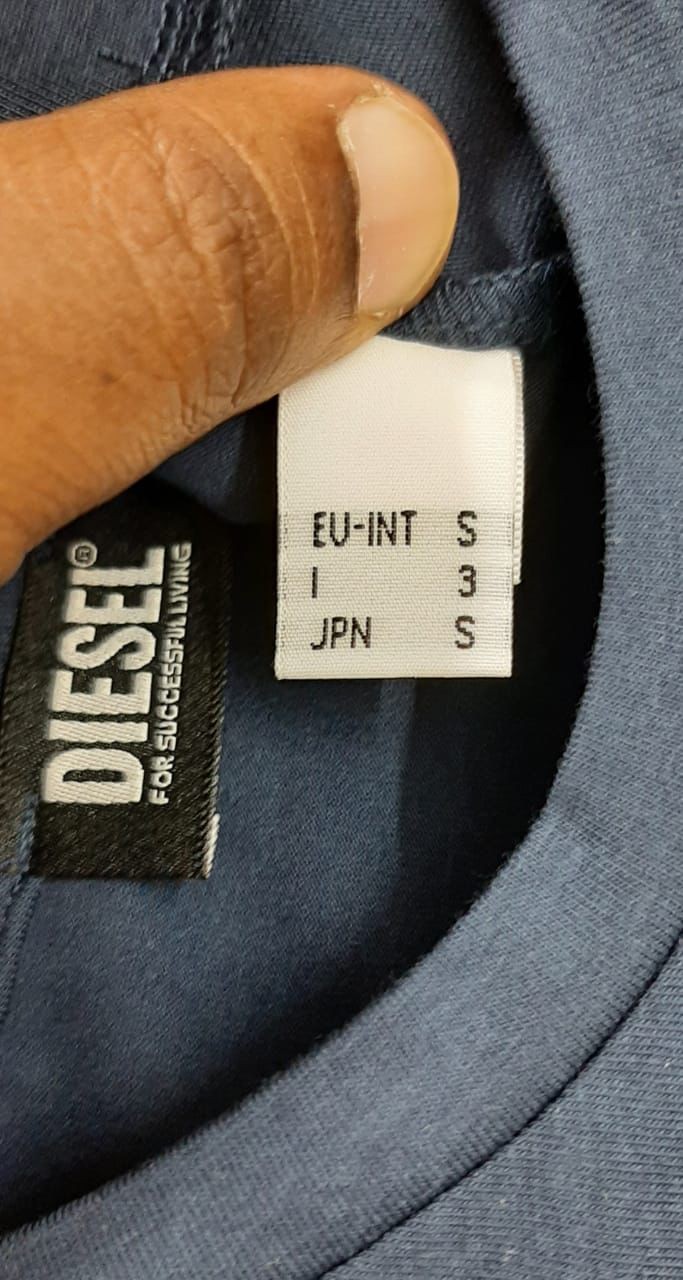 EU-INT S
I 3
JPN S
DIESEL®
FOR SUCCESSFUL LIVING